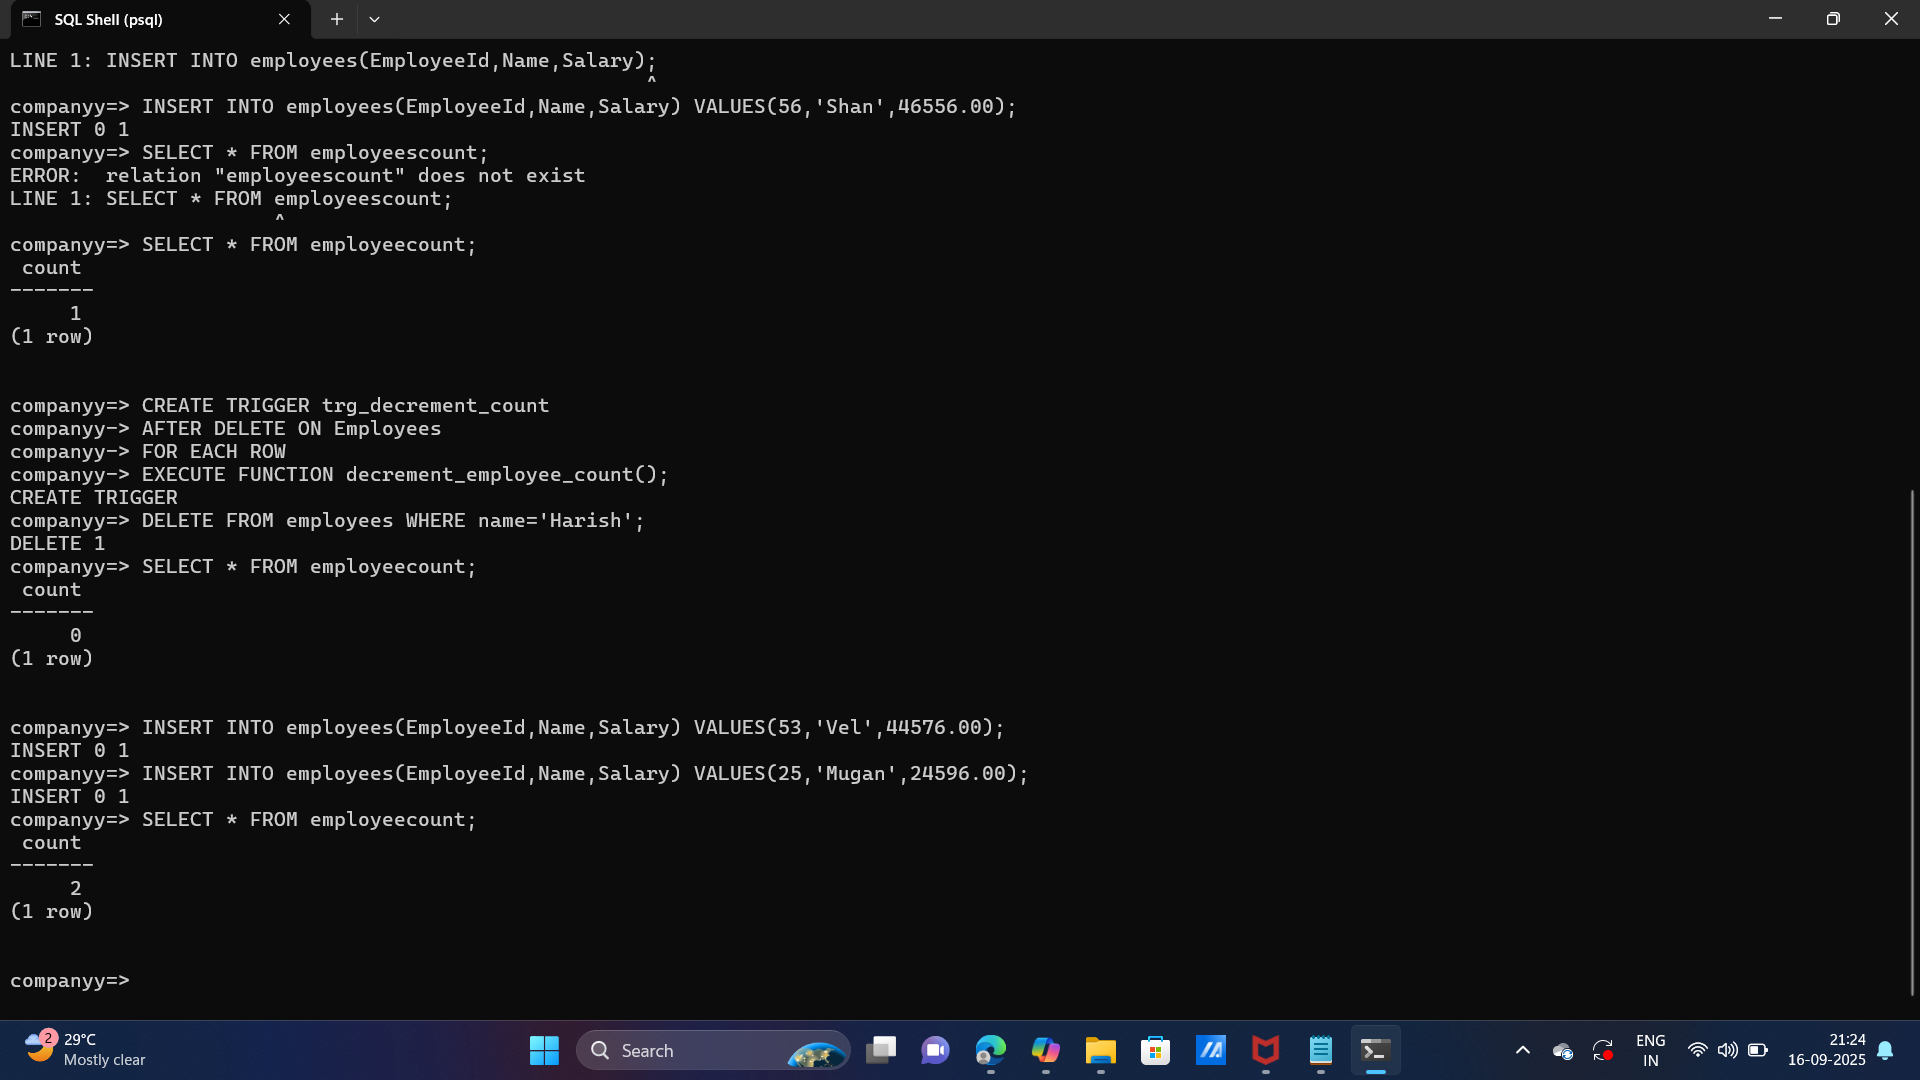 SQL Shell (psql)
LINE 1: INSERT INTO employees(EmployeeId,Name,Salary);
^
companyy=> INSERT INTO employees(EmployeeId,Name,Salary) VALUES(56,'Shan',46556.00);
INSERT 0 1
companyy=> SELECT * FROM employeescount;
ERROR:  relation "employeescount" does not exist
LINE 1: SELECT * FROM employeescount;
^
companyy=> SELECT * FROM employeecount;
count
-------
1
(1 row)
companyy=> CREATE TRIGGER trg_decrement_count
companyy-> AFTER DELETE ON Employees
companyy-> FOR EACH ROW
companyy-> EXECUTE FUNCTION decrement_employee_count();
CREATE TRIGGER
companyy=> DELETE FROM employees WHERE name='Harish';
DELETE 1
companyy=> SELECT * FROM employeecount;
count
-------
0
(1 row)
companyy=> INSERT INTO employees(EmployeeId,Name,Salary) VALUES(53,'Vel',44576.00);
INSERT 0 1
companyy=> INSERT INTO employees(EmployeeId,Name,Salary) VALUES(25,'Mugan',24596.00);
INSERT 0 1
companyy=> SELECT * FROM employeecount;
count
-------
2
(1 row)
companyy=>
2
29°C
Mostly clear
Search
ENG
IN
21:24
16-09-2025